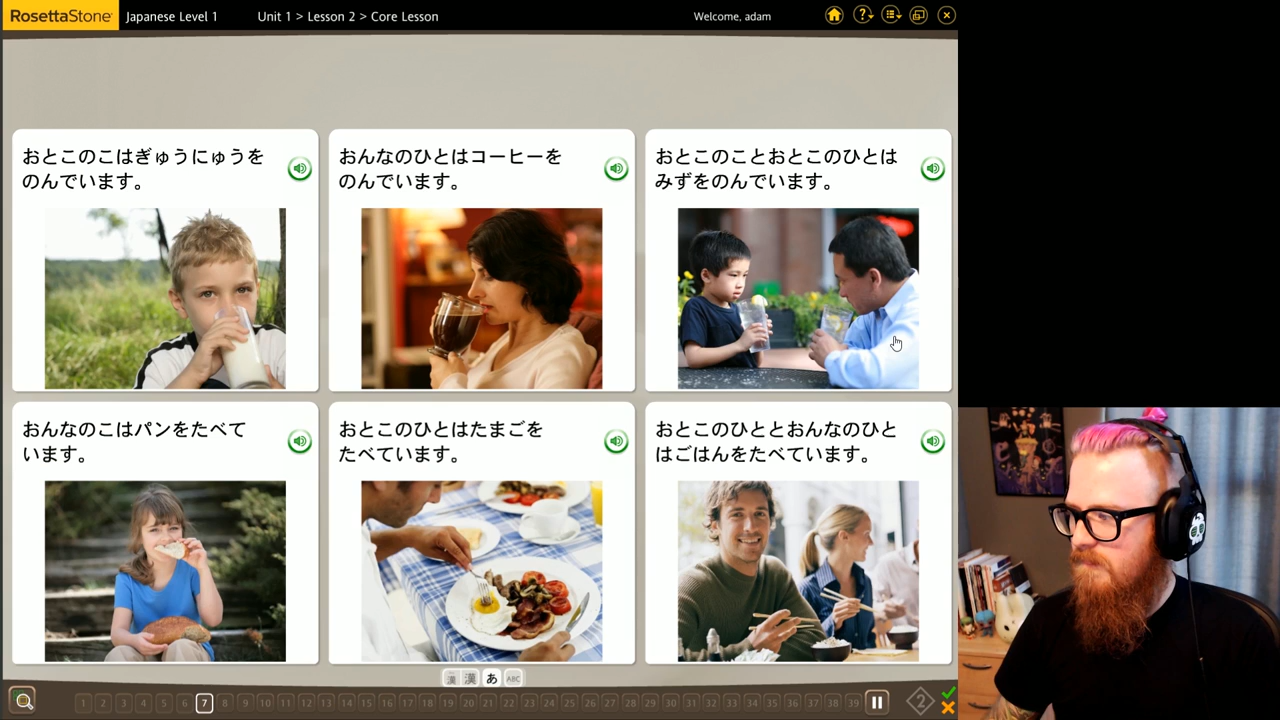 RosettaStone
Japanese Level 1
Unit 1 > Lesson 2 > Core Lesson
Welcome, adam
おとこのこはぎゅうにゅうを
のんでいます。
おんなのひとはコーヒーを
のんでいます。
おとこのことおとこのひとは
みずをのんでいます。
おんなのこはパンをたべて
います。
おとこのひとはたまごを
たべています。
おとこのひととおんなのひと
はごはんをたべています。
漢 漢 あ ABC
1 2 3 4 5 6 7 8 9 10 11 12 13 14 15 16 17 18 19 20 21 22 23 24 25 26 27 28 29 30 31 32 33 34 35 36 37 38 39
2